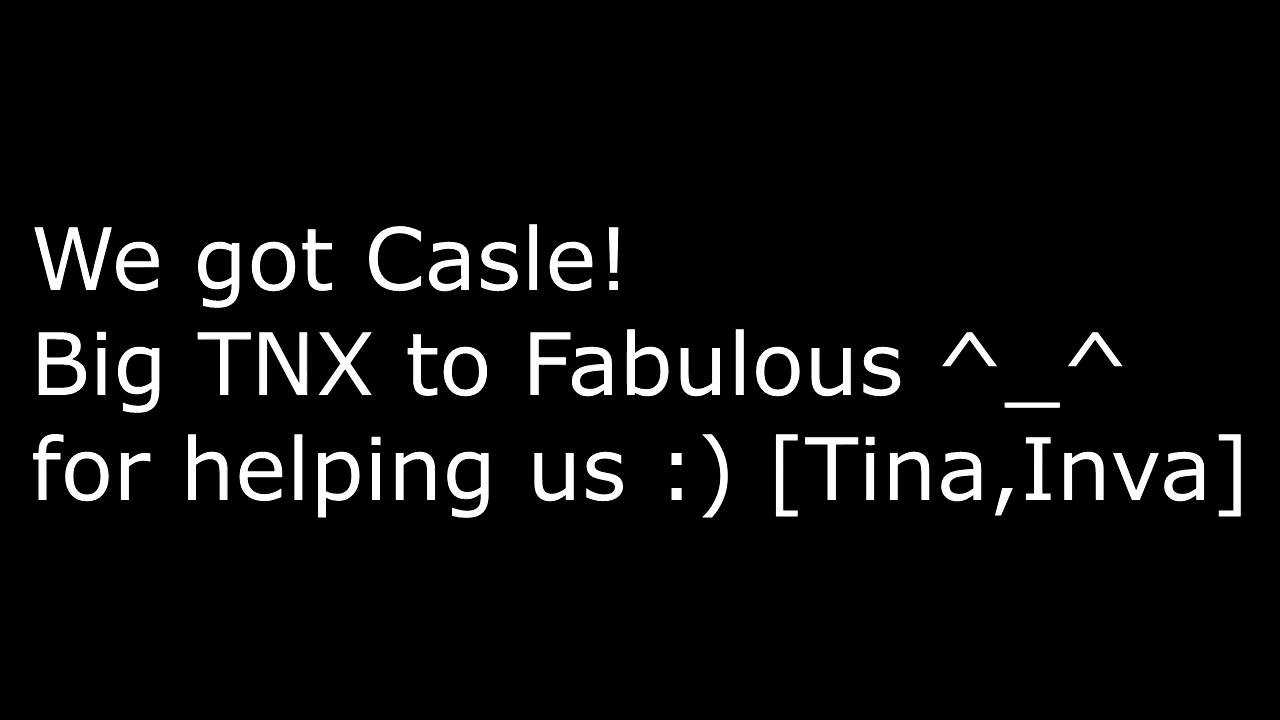 We got Casle!
Big TNX to Fabulous ^_^
for helping us :) [Tina,Inva]